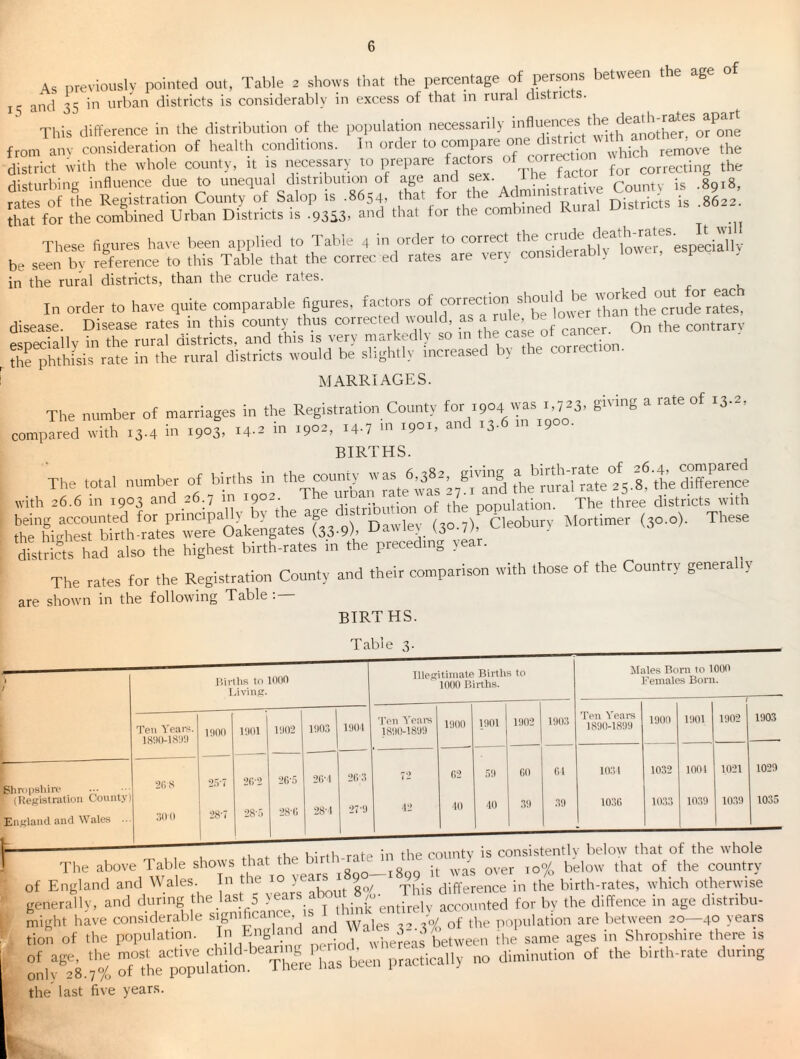 6
As previously pointed out, Table 2 shows that the percentage of persons between the age of
15 and 35 in urban districts is considerably in excess of that in rural districts.
This difference in the distribution of the population necessarily influences the death-rates apart
from any consideration of health conditions. In order to compare one district with another, or one
district with the whole county, it is necessary to prepare factors of correction which remove the
disturbing influence due to unequal distribution of age and sex. The factor for correcting the
rates of the Registration County of Salop is .8654, that for the Administrative County is .8918,
that for the combined Urban Districts is .9353, and that for the combined Rural Districts is .8622.
These figures have been applied to Table 4 in order to correct the crude death-rates. It will
be seen by reference to this Table that the correc ed rates are very considerably lower, especially
in the rural districts, than the crude rates.
In order to have quite comparable figures, factors of correction should be worked out for each
disease. Disease rates in this county thus corrected would, as a rule, be lower than the crude rates,
especially in the rural districts, and this is very markedly so in the case of cancer. On the contrary
the phthisis rate in the rural districts would be slightly increased by the correction.
MARRIAGES.
The number of marriages in the Registration County for 1904 was 1,723, giving a rate of 13.2,
compared with 13.4 in 1903, 14.2 in 1902, 14.7 in 1901, and 13.6 in 1900.
BIRTHS.
The total number of births in the county was 6,382, giving a birth-rate of 26.4, compared
with 26.6 in 1903 and 26.7 in 1902. The urban rate was 27.1 and the rural rate 25.8, the difference
being accounted for principally by the age distribution of the population. The three districts with
the highest birth-rates were Oakengates (33.9), Dawley (30.7), Cleobury Mortimer (30.0). These
districts had also the highest birth-rates in the preceding year.
The rates for the Registration County and their comparison with those of the Country generally
are shown in the following Table :—
BIRTHS.
Table 3.
Births to 1000 Living. Illegitimate Births to 1000 Births. Males Born to 1000 Females Born.
Ten Years. 1890-1899 1900 1901 1902 1903 1904 Ten Years 1890-1899 1900 1901 1902 1903 Ten Years 1890-1899 1900 1901 1902 1903
Shropshire ... ... (Registration County) 26·8 25·7 26·2 26·5 26·4 26·3 72 62 59 60 64 1034 1032 1004 1021 1029
England and Wales ... 30·0 28·7 28·5 28·6 28·4 27·9 42 40 40 39 39 1036 1033 1039 1039 1035
The above Table shows that the birth-rate in the county is consistently below that of the whole
of England and Wales. In the 10 years 1890—1899 it was over 10% below that of the country
generally, and during the last 5 years about 8%. This difference in the birth-rates, which otherwise
might have considerable significance, is I think entirely accounted for by the diffence in age distribu-
tion of the population. In England and Wales 32.3% of the population are between 20—40 years
of age, the most active child-bearing period, whereas between the same ages in Shropshire there is
only 28.7% of the population. There has been practically no diminution of the birth-rate during
the last five years.